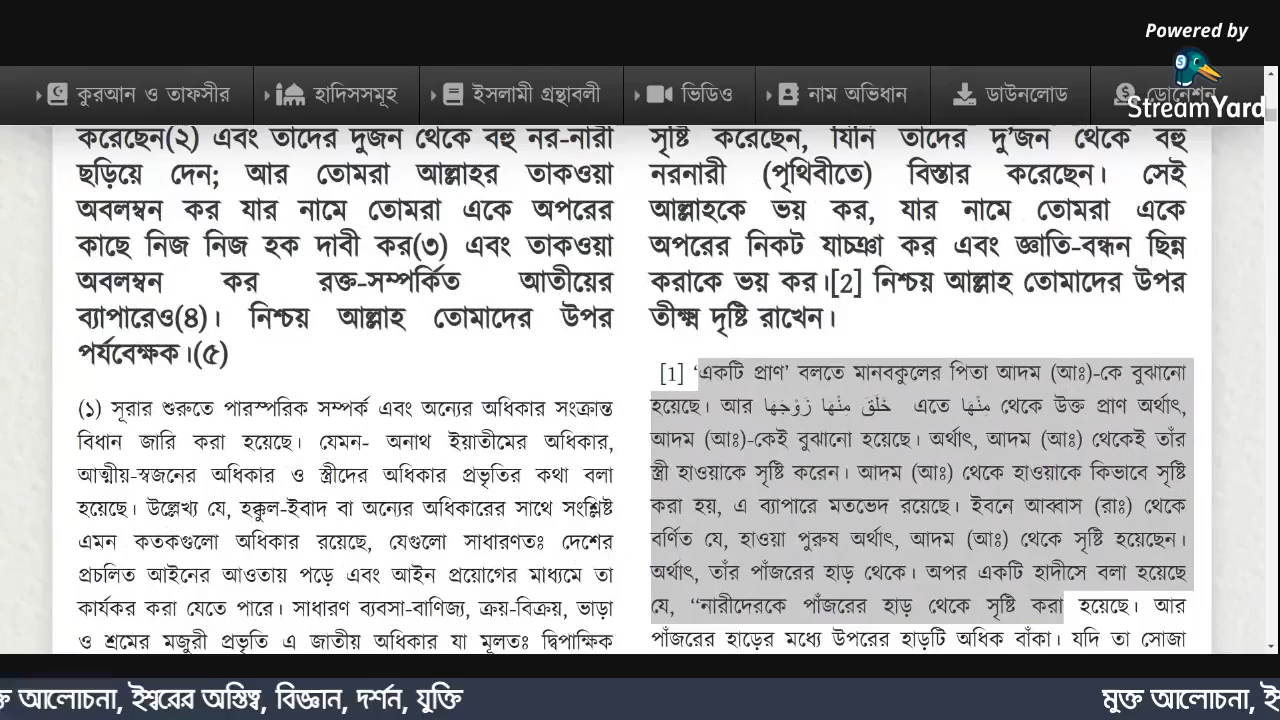 Powered by
StreamYard
কুরআন ও তাফসীর
হাদিসসমূহ
ইসলামী গ্রন্থাবলী
ভিডিও
নাম অভিধান
ডাউনলোড
ডোনেশন
করেছেন(২) এবং তাদের দুজন থেকে বহু নর-নারী
ছড়িয়ে দেন; আর তোমরা আল্লাহর তাকওয়া
অবলম্বন কর যার নামে তোমরা একে অপরের
কাছে নিজ নিজ হক দাবী কর(৩) এবং তাকওয়া
অবলম্বন কর রক্ত-সম্পর্কিত আতীয়ের
ব্যাপারেও(৪)। নিশ্চয় আল্লাহ তোমাদের উপর
পর্যবেক্ষক।(৫)
(১) সূরার শুরুতে পারস্পরিক সম্পর্ক এবং অন্যের অধিকার সংক্রান্ত
বিধান জারি করা হয়েছে। যেমন- অনাথ ইয়াতীমের অধিকার,
আত্মীয়-স্বজনের অধিকার ও স্ত্রীদের অধিকার প্রভৃতির কথা বলা
হয়েছে। উল্লেখ্য যে, হক্কুল-ইবাদ বা অন্যের অধিকারের সাথে সংশ্লিষ্ট
এমন কতকগুলো অধিকার রয়েছে, যেগুলো সাধারণতঃ দেশের
প্রচলিত আইনের আওতায় পড়ে এবং আইন প্রয়োগের মাধ্যমে তা
কার্যকর করা যেতে পারে। সাধারণ ব্যবসা-বাণিজ্য, ক্রয়-বিক্রয়, ভাড়া
ও শ্রমের মজুরী প্রভৃতি এ জাতীয় অধিকার যা মূলতঃ দ্বিপাক্ষিক
সৃষ্টি করেছেন, যিনি তাদের দু'জন থেকে বহু
নরনারী (পৃথিবীতে) বিস্তার করেছেন। সেই
আল্লাহকে ভয় কর, যার নামে তোমরা একে
অপরের নিকট যাচ্ঞা কর এবং জ্ঞাতি-বন্ধন ছিন্ন
করাকে ভয় কর।[2] নিশ্চয় আল্লাহ তোমাদের উপর
তীক্ষ্ম দৃষ্টি রাখেন।
[1] ‘একটি প্রাণ’ বলতে মানবকুলের পিতা আদম (আঃ)-কে বুঝানো
হয়েছে। আর خَلَقَ مِنْهَا زَوْجَهَا এতে مِنْهَا থেকে উক্ত প্রাণ অর্থাৎ,
আদম (আঃ)-কেই বুঝানো হয়েছে। অর্থাৎ, আদম (আঃ) থেকেই তাঁর
স্ত্রী হাওয়াকে সৃষ্টি করেন। আদম (আঃ) থেকে হাওয়াকে কিভাবে সৃষ্টি
করা হয়, এ ব্যাপারে মতভেদ রয়েছে। ইবনে আব্বাস (রাঃ) থেকে
বর্ণিত যে, হাওয়া পুরুষ অর্থাৎ, আদম (আঃ) থেকে সৃষ্টি হয়েছেন।
অর্থাৎ, তাঁর পাঁজরের হাড় থেকে। অপর একটি হাদীসে বলা হয়েছে
যে, ‘‘নারীদেরকে পাঁজরের হাড় থেকে সৃষ্টি করা হয়েছে। আর
পাঁজরের হাড়ের মধ্যে উপরের হাড়টি অধিক বাঁকা। যদি তা সোজা
ক্ত আলোচনা, ইশ্বরের অস্তিত্ব, বিজ্ঞান, দর্শন, যুক্তি
মুক্ত আলোচনা, ইশ